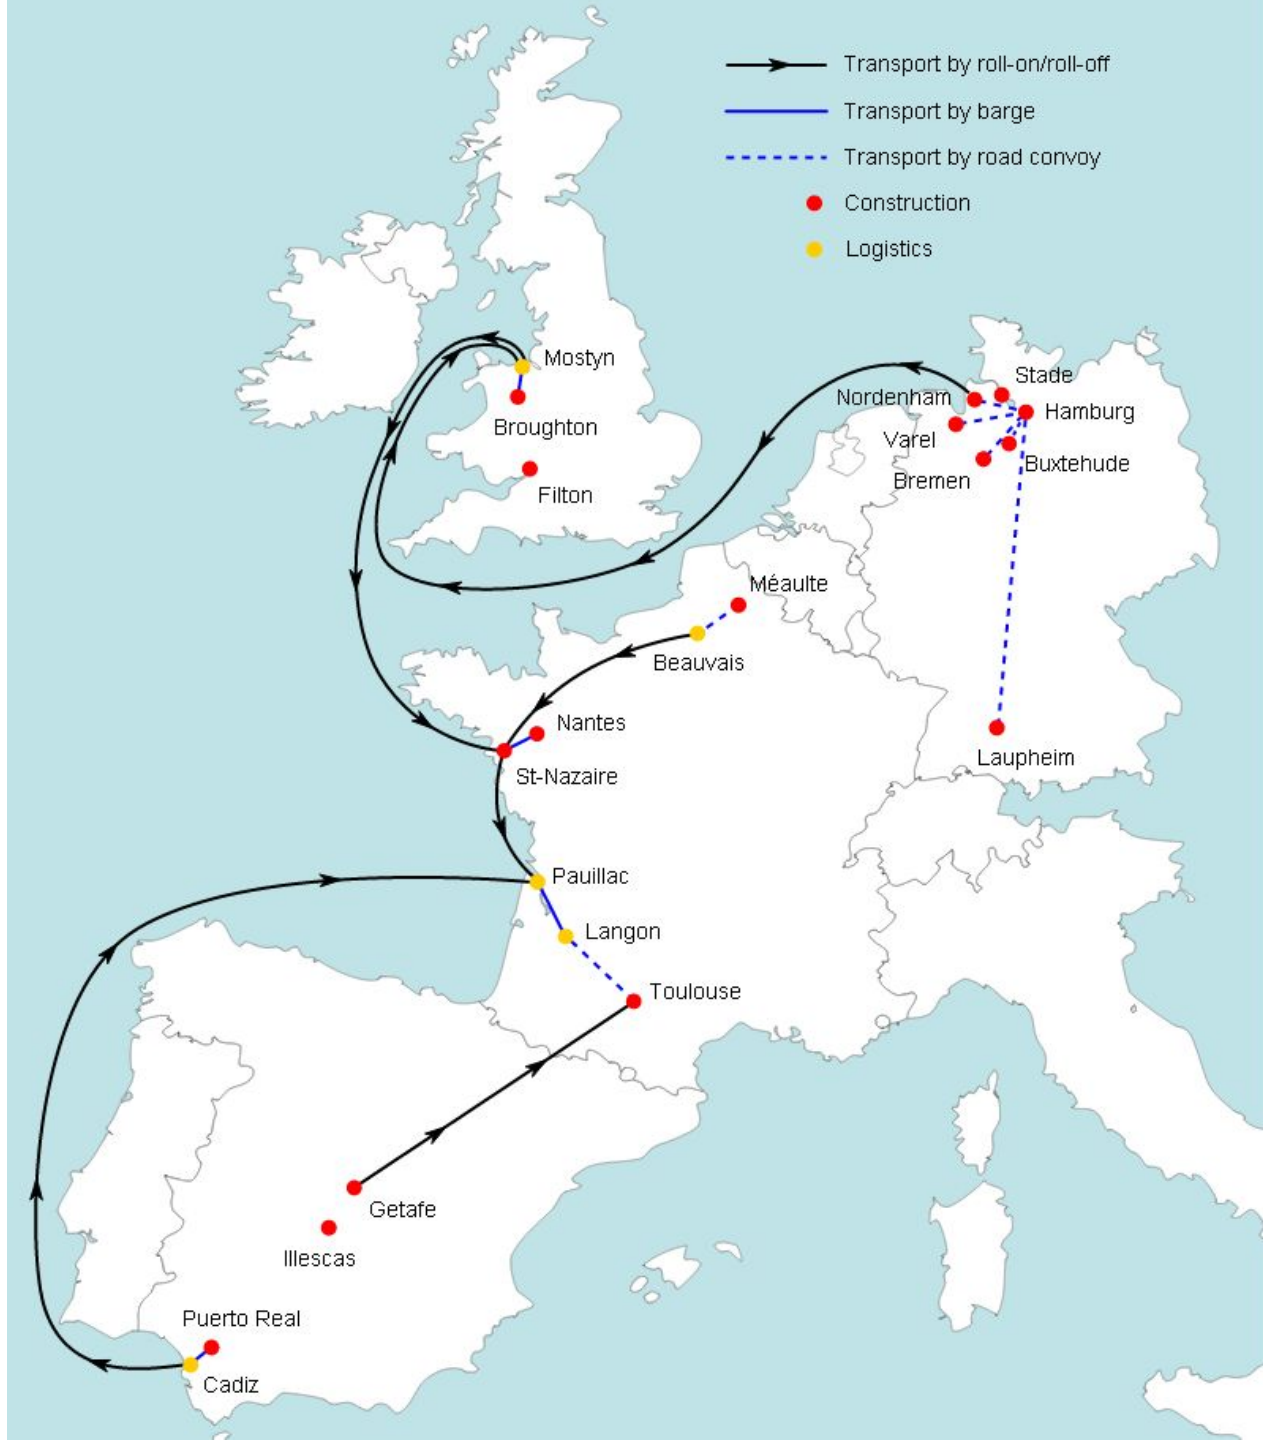 Transport by roll-on/roll-off
Transport by barge
Transport by road convoy
Construction
Logistics
Mostyn
Broughton
Filton
Stade
Nordenham
Hamburg
Varel
Buxtehude
Bremen
Méaulte
Beauvais
Nantes
Laupheim
St-Nazaire
Pauillac
Langon
Toulouse
Getafe
Illescas
Puerto Real
Cadiz